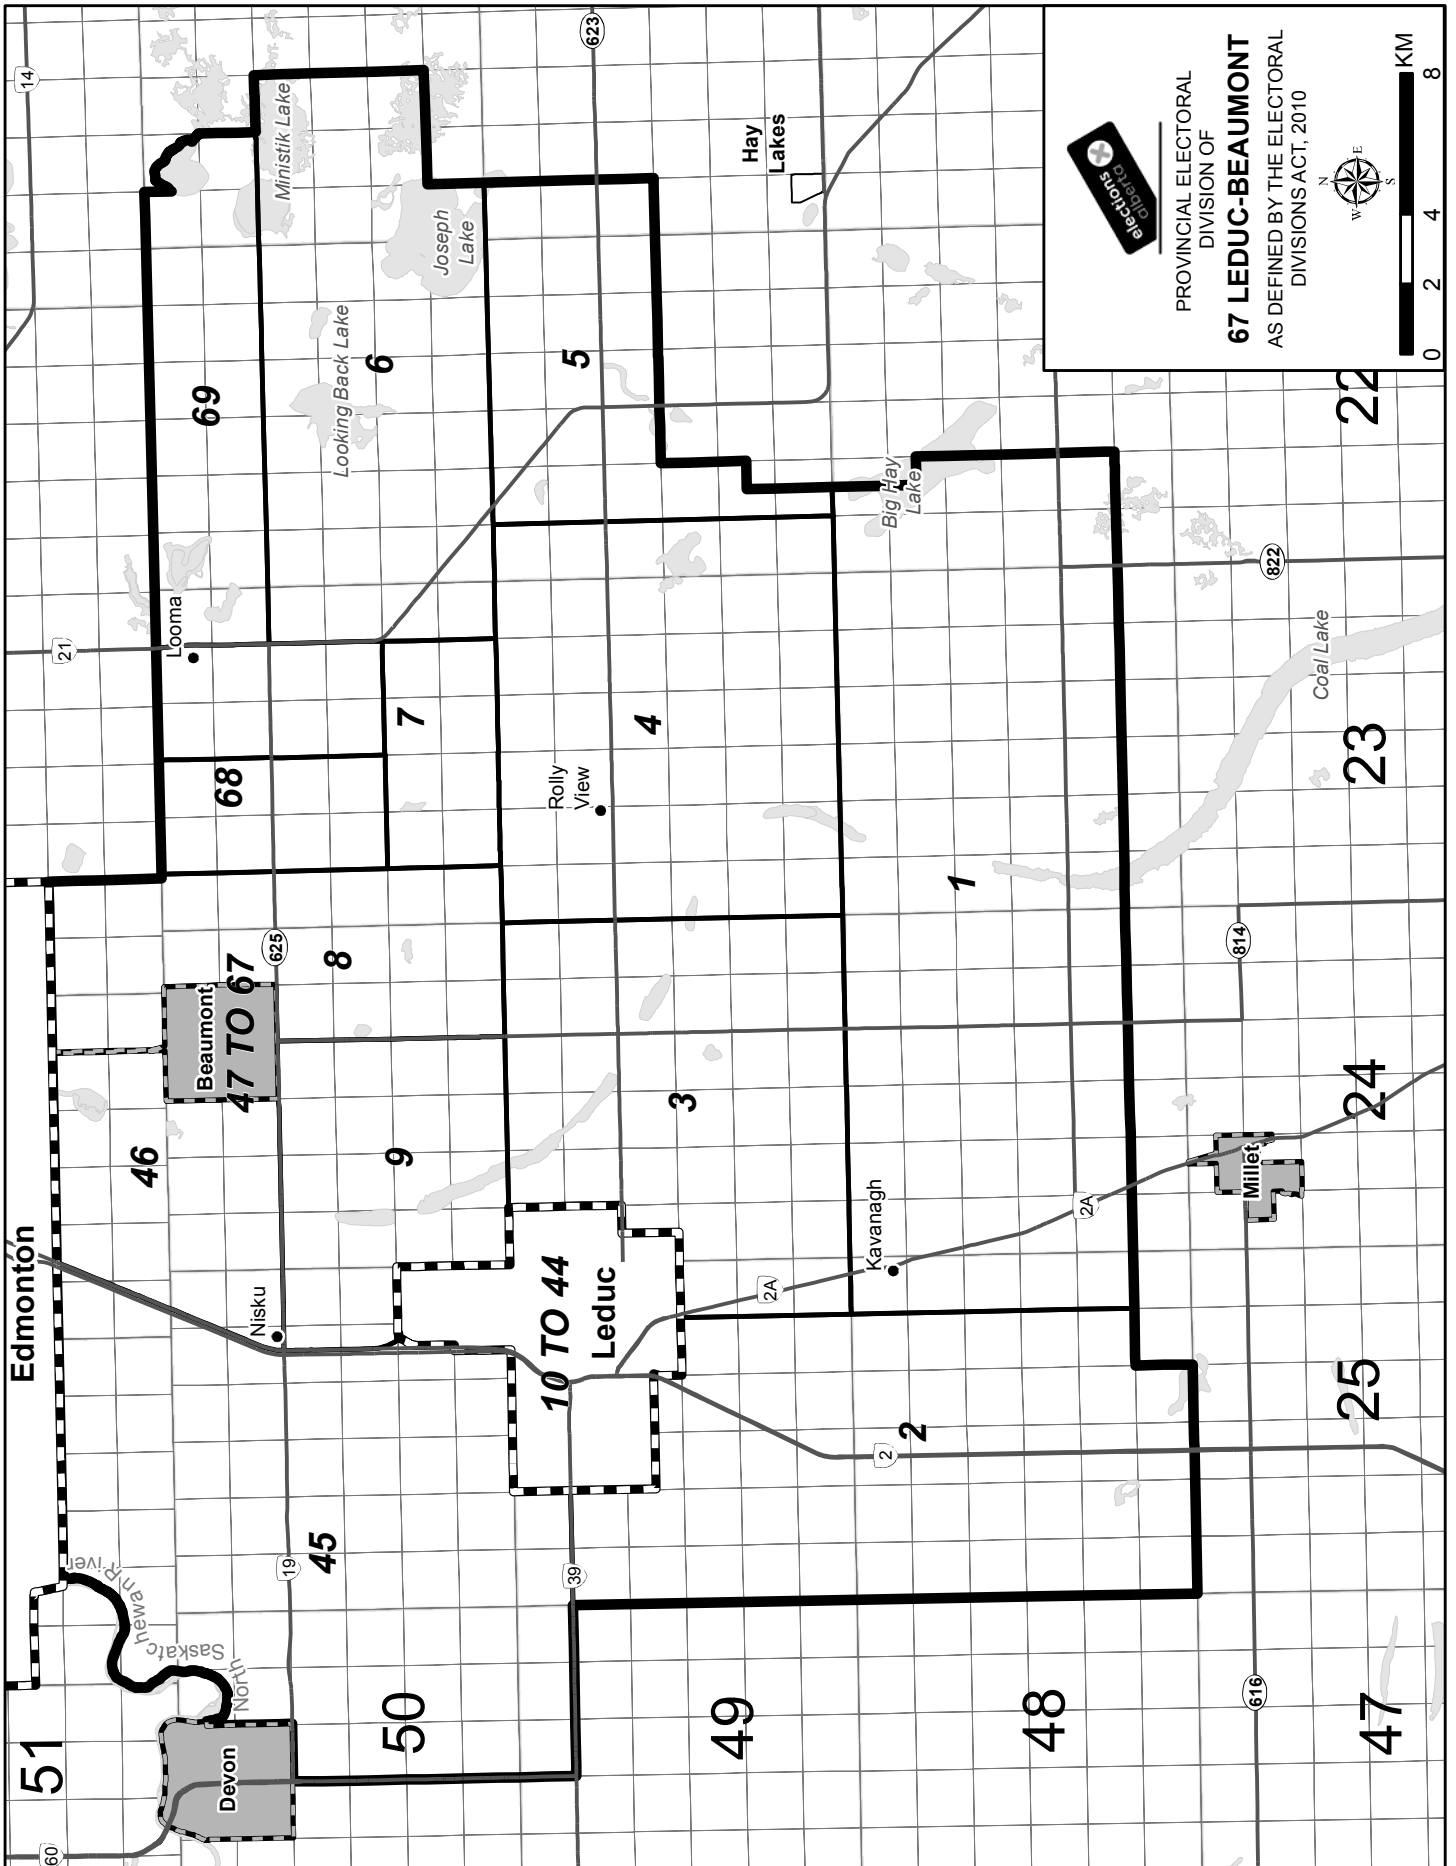 Edmonton
51
60
Devon
North
Saskatc
hewan River
14
21
Looma
69
68
46
Beaumont
47 TO 67
625
8
Nisku
19
45
9
50
Ministik Lake
Looking Back Lake
6
Joseph
Lake
7
5
623
Rolly
View
4
10 TO 44
Leduc
39
3
2A
49
Hay
Lakes
Big Hay
Lake
Kavanagh
1
2
2
48
2A
822
814
Millet
616
Coal Lake
22
23
24
25
47
elections
alberta
PROVINCIAL ELECTORAL
DIVISION OF
67 LEDUC-BEAUMONT
AS DEFINED BY THE ELECTORAL
DIVISIONS ACT, 2010
N
W E
S
0 2 4 8
KM